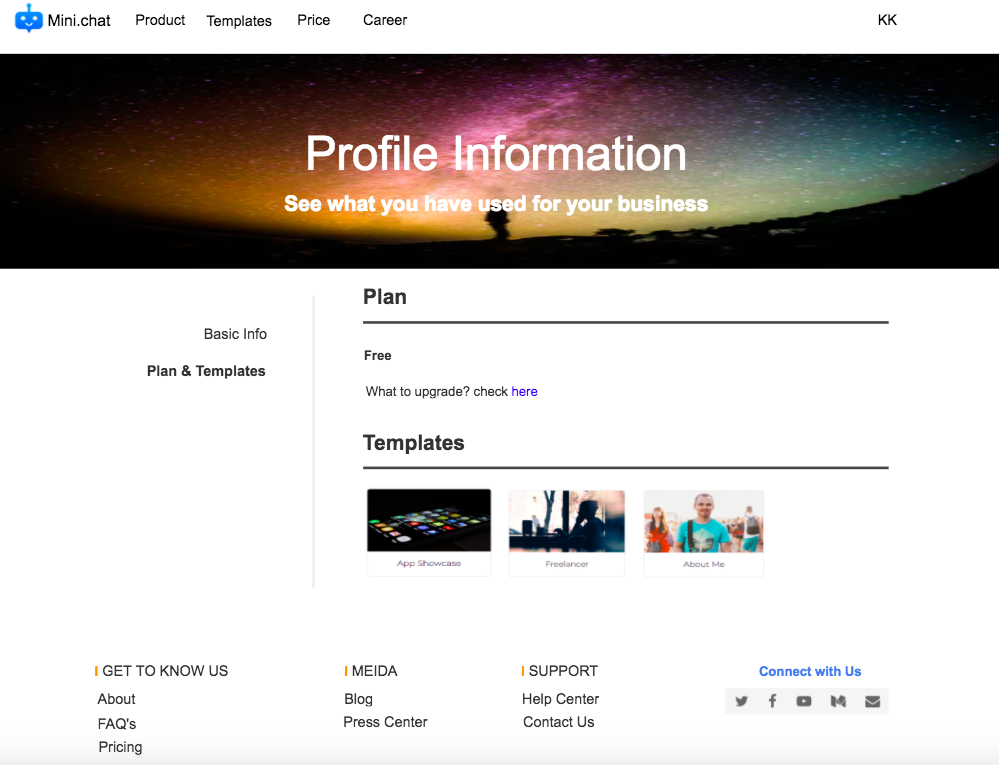 Mini.chat Product Templates Price Career KK
Profile Information
See what you have used for your business
Basic Info
Plan & Templates
Plan
Free
What to upgrade? check here
Templates
App Showcase
Freelancer
About Me
GET TO KNOW US
About
FAQ's
Pricing
MEIDA
Blog
Press Center
SUPPORT
Help Center
Contact Us
Connect with Us